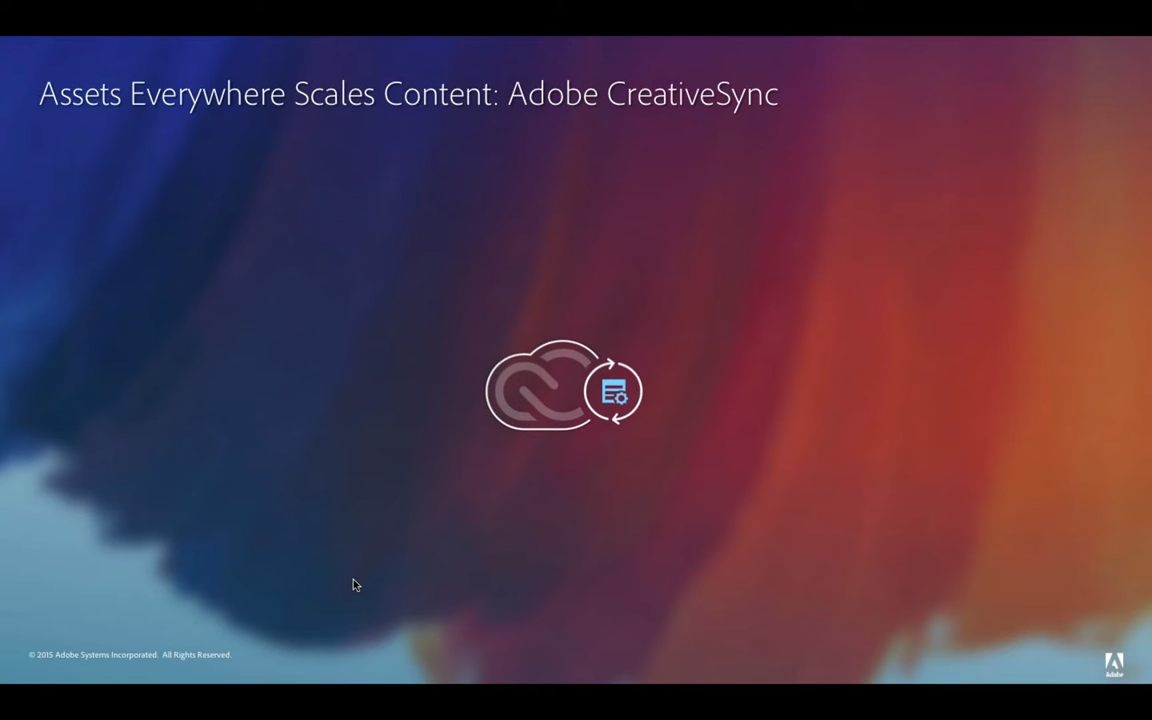 Assets Everywhere Scales Content: Adobe CreativeSync
© 2015 Adobe Systems Incorporated. All Rights Reserved.
Adobe